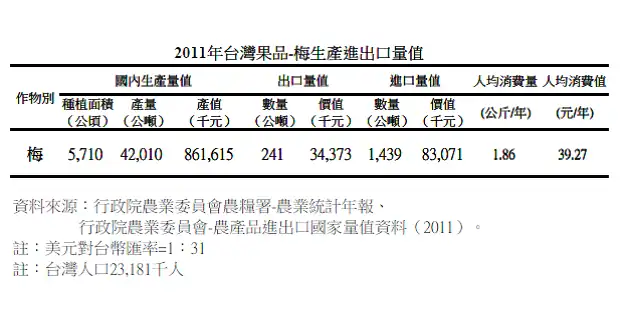 2011年台灣果品-梅生產進出口量值
作物別 國內生產量值 出口量值 進口量值 人均消費量 人均消費值
種植面積 產量 產值 數量 價值 數量 價值 (公斤/年) (元/年)
(公頃) (公噸) (千元) (公噸) (千元) (公噸) (千元)
梅 5,710 42,010 861,615 241 34,373 1,439 83,071 1.86 39.27
資料來源：行政院農業委員會農糧署-農業統計年報、
行政院農業委員會-農產品進出口國家量值資料（2011）。
註：美元對台幣匯率=1：31
註：台灣人口23,181千人